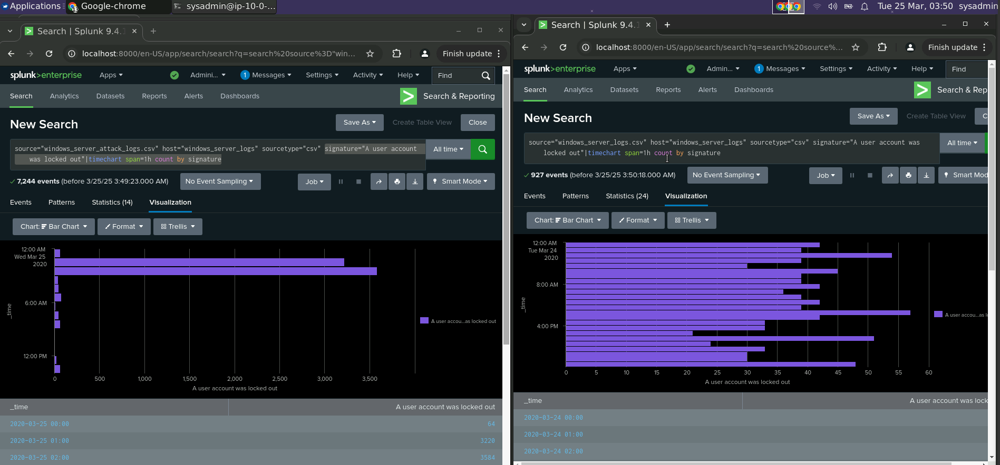 Applications
Google-chrome
sysadmin@ip-10-0-...
Tue 25 Mar, 03:50
sysadmin
Search | Splunk 9.4.1
localhost:8000/en-US/app/search/search?q=search%20source%3D"win...
Finish update
splunk>enterprise
Apps
Admini...
1
Messages
Settings
Activity
Help
Find
Search
Analytics
Datasets
Reports
Alerts
Dashboards
Search & Reporting
New Search
Save As
Create Table View
Close
source="windows_server_attack_logs.csv" host="windows_server_logs" sourcetype="csv" signature="A user account
was locked out"|timechart span=1h count by signature
All time
7,244 events (before 3/25/25 3:49:23.000 AM)
No Event Sampling
Job
Smart Mode
Events
Patterns
Statistics (14)
Visualization
Chart: Bar Chart
Format
Trellis
12:00 AM
Wed Mar 25
2020
6:00 AM
12:00 PM
_time
0
500
1,000
1,500
2,000
2,500
3,000
3,500
A user account was locked out
A user accou...as locked out
_time
A user account was locked out
2020-03-25 00:00
64
2020-03-25 01:00
3220
2020-03-25 02:00
3584
Search | Splunk 9.4.1
localhost:8000/en-US/app/search/search?q=search%20source%...
Finish update
splunk>enterprise
Apps
Admin...
1
Messages
Settings
Activity
Help
Find
Search
Analytics
Datasets
Reports
Alerts
Dashboards
Search & Rep
New Search
Save As
Create Table View
C
source="windows_server_logs.csv" host="windows_server_logs" sourcetype="csv" signature="A user account was
locked out"|timechart span=1h count by signature
All time
927 events (before 3/25/25 3:50:18.000 AM)
No Event Sampling
Job
Smart Mod
Events
Patterns
Statistics (24)
Visualization
Chart: Bar Chart
Format
Trellis
12:00 AM
Tue Mar 24
2020
8:00 AM
4:00 PM
_time
0
5
10
15
20
25
30
35
40
45
50
55
60
A user account was locked out
A user accou...as lo
_time
A user account was lock
2020-03-24 00:00
2020-03-24 01:00
2020-03-24 02:00